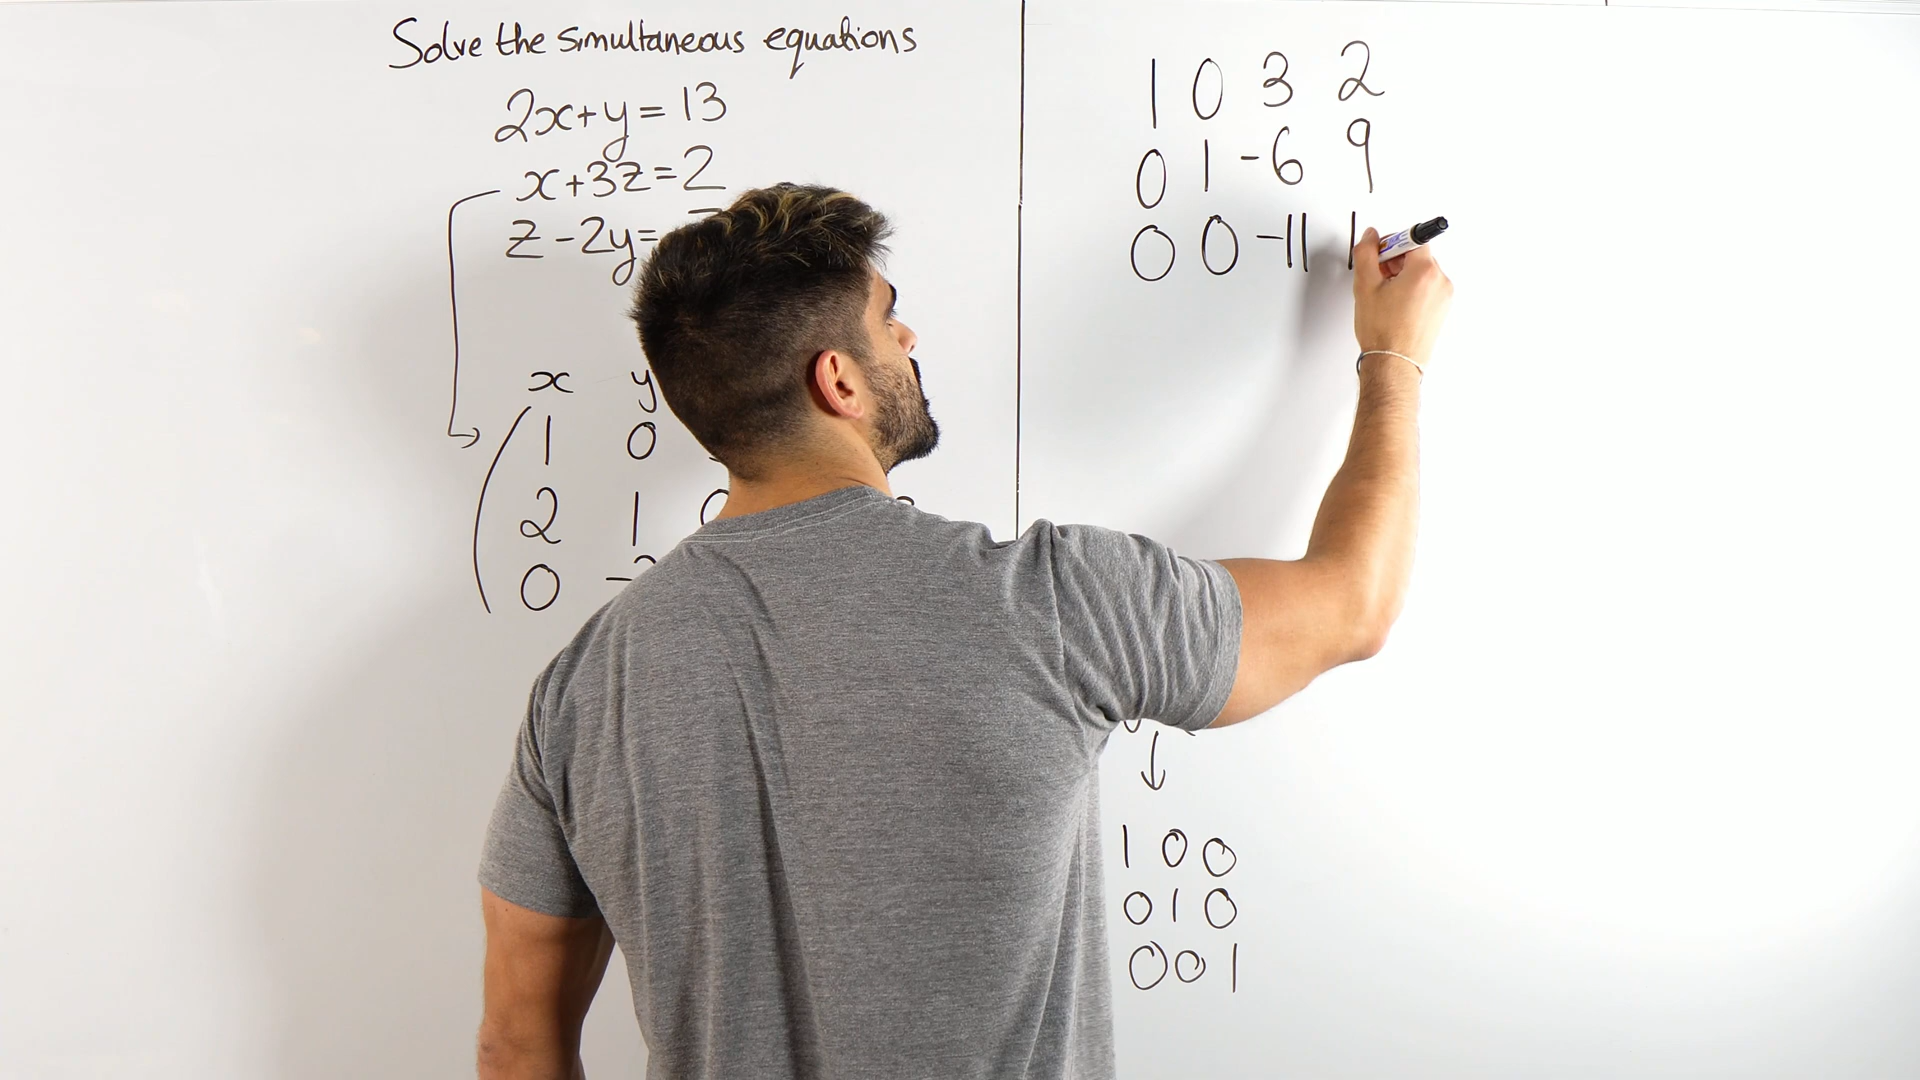 Solve the simultaneous equations
2x+y=13
x+3z=2
z-2y=
x y
1 0
2 1
0
1 0 3 2
0 1 -6 9
0 0 -11 1
1 0 0
0 1 0
0 0 1